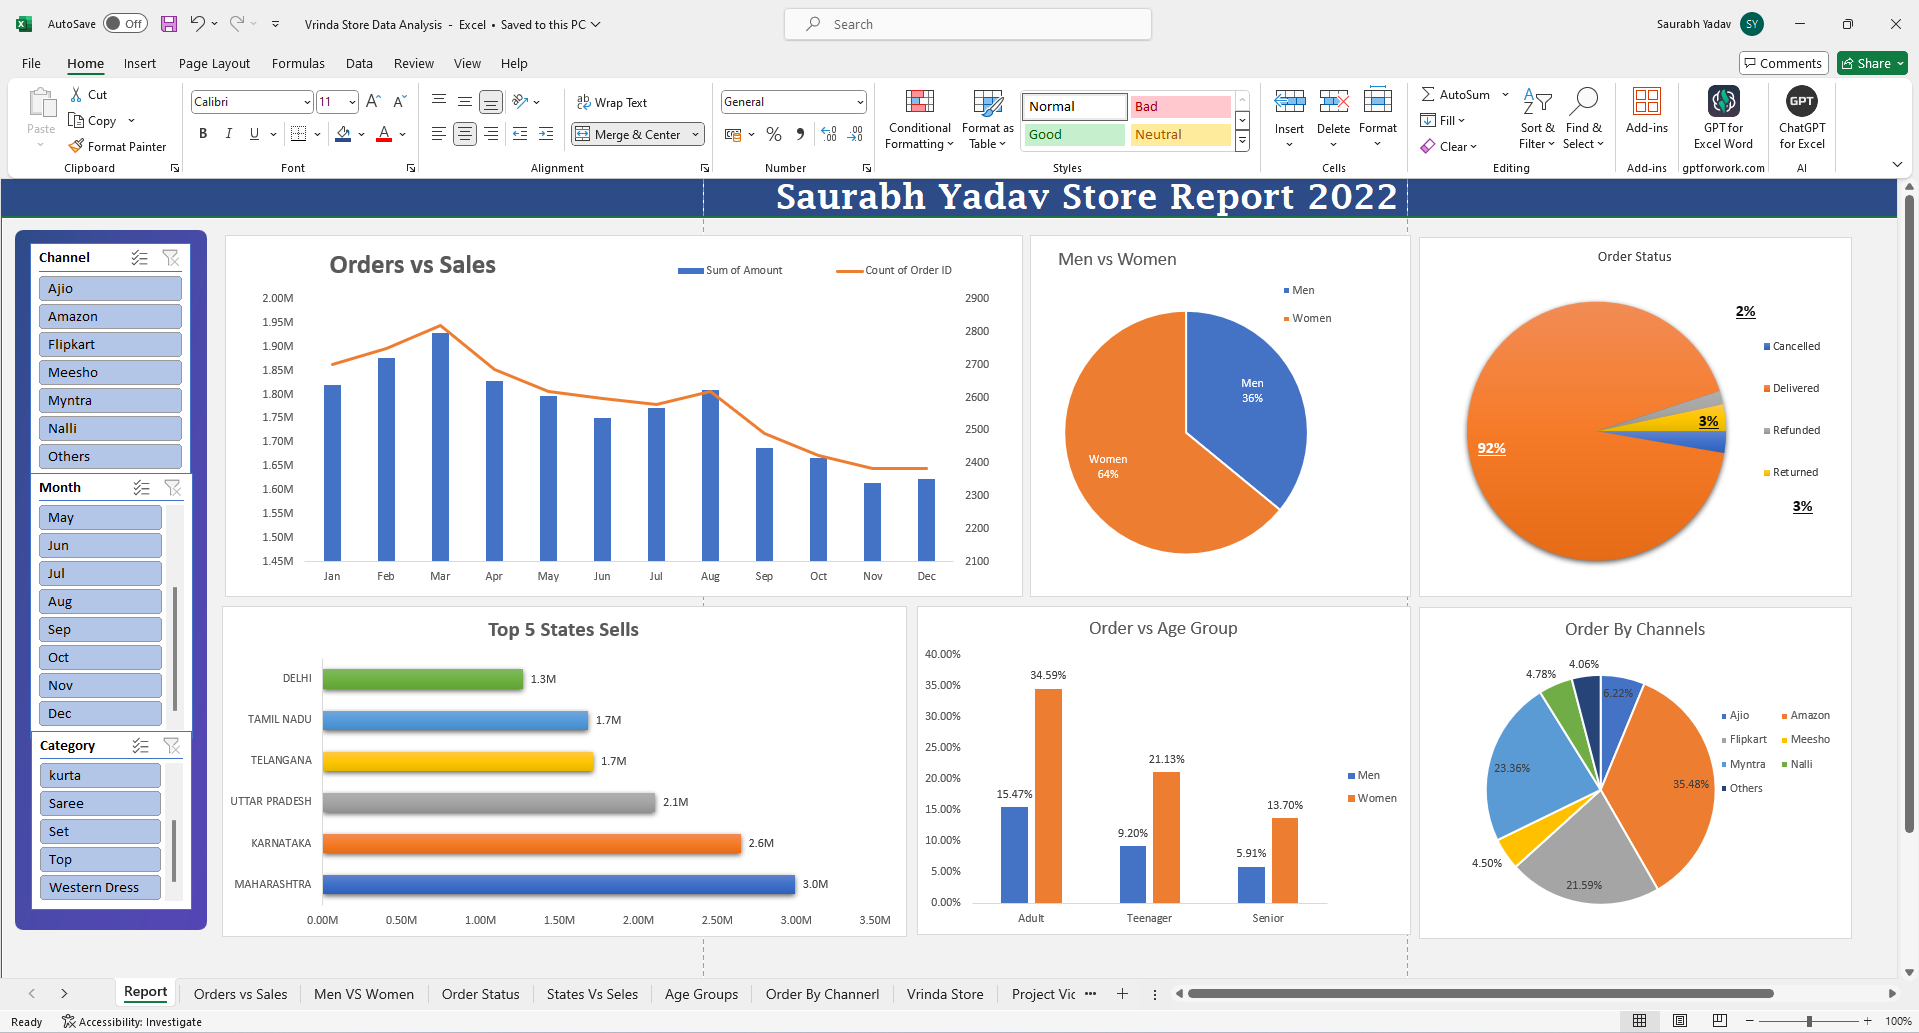 AutoSave Off Vrinda Store Data Analysis - Excel • Saved to this PC Search Saurabh Yadav SY
File Home Insert Page Layout Formulas Data Review View Help Comments Share
Paste Cut Copy Format Painter Clipboard
Calibri 11 B I U A Font
Wrap Text Merge & Center Alignment
General % , Number
Conditional Formatting Format as Table Normal Bad Good Neutral Styles
Insert Delete Format Cells
AutoSum Fill Clear Sort & Filter Find & Select Editing
Add-ins Add-ins
GPT for Excel Word gptforwork.com
GPT ChatGPT for Excel AI
Saurabh Yadav Store Report 2022
Channel
Ajio
Amazon
Flipkart
Meesho
Myntra
Nalli
Others
Month
May
Jun
Jul
Aug
Sep
Oct
Nov
Dec
Category
kurta
Saree
Set
Top
Western Dress
Orders vs Sales
Sum of Amount Count of Order ID
2.00M 2900
1.95M 2800
1.90M
1.85M 2700
1.80M 2600
1.75M
1.70M 2500
1.65M 2400
1.60M
1.55M 2300
1.50M 2200
1.45M 2100
Jan Feb Mar Apr May Jun Jul Aug Sep Oct Nov Dec
Men vs Women
Men
Women
Men
36%
Women
64%
Order Status
2%
Cancelled
Delivered
Refunded
Returned
3%
92%
3%
Top 5 States Sells
DELHI 1.3M
TAMIL NADU 1.7M
TELANGANA 1.7M
UTTAR PRADESH 2.1M
KARNATAKA 2.6M
MAHARASHTRA 3.0M
0.00M 0.50M 1.00M 1.50M 2.00M 2.50M 3.00M 3.50M
Order vs Age Group
40.00%
35.00%
30.00%
25.00%
20.00%
15.00%
10.00%
5.00%
0.00%
15.47% 34.59%
9.20% 21.13%
5.91% 13.70%
Adult Teenager Senior
Men
Women
Order By Channels
4.78% 4.06% 6.22%
23.36% 35.48%
4.50% 21.59%
Ajio Amazon
Flipkart Meesho
Myntra Nalli
Others
Report Orders vs Sales Men VS Women Order Status States Vs Seles Age Groups Order By Channerl Vrinda Store Project Vic ...
Ready Accessibility: Investigate 100%